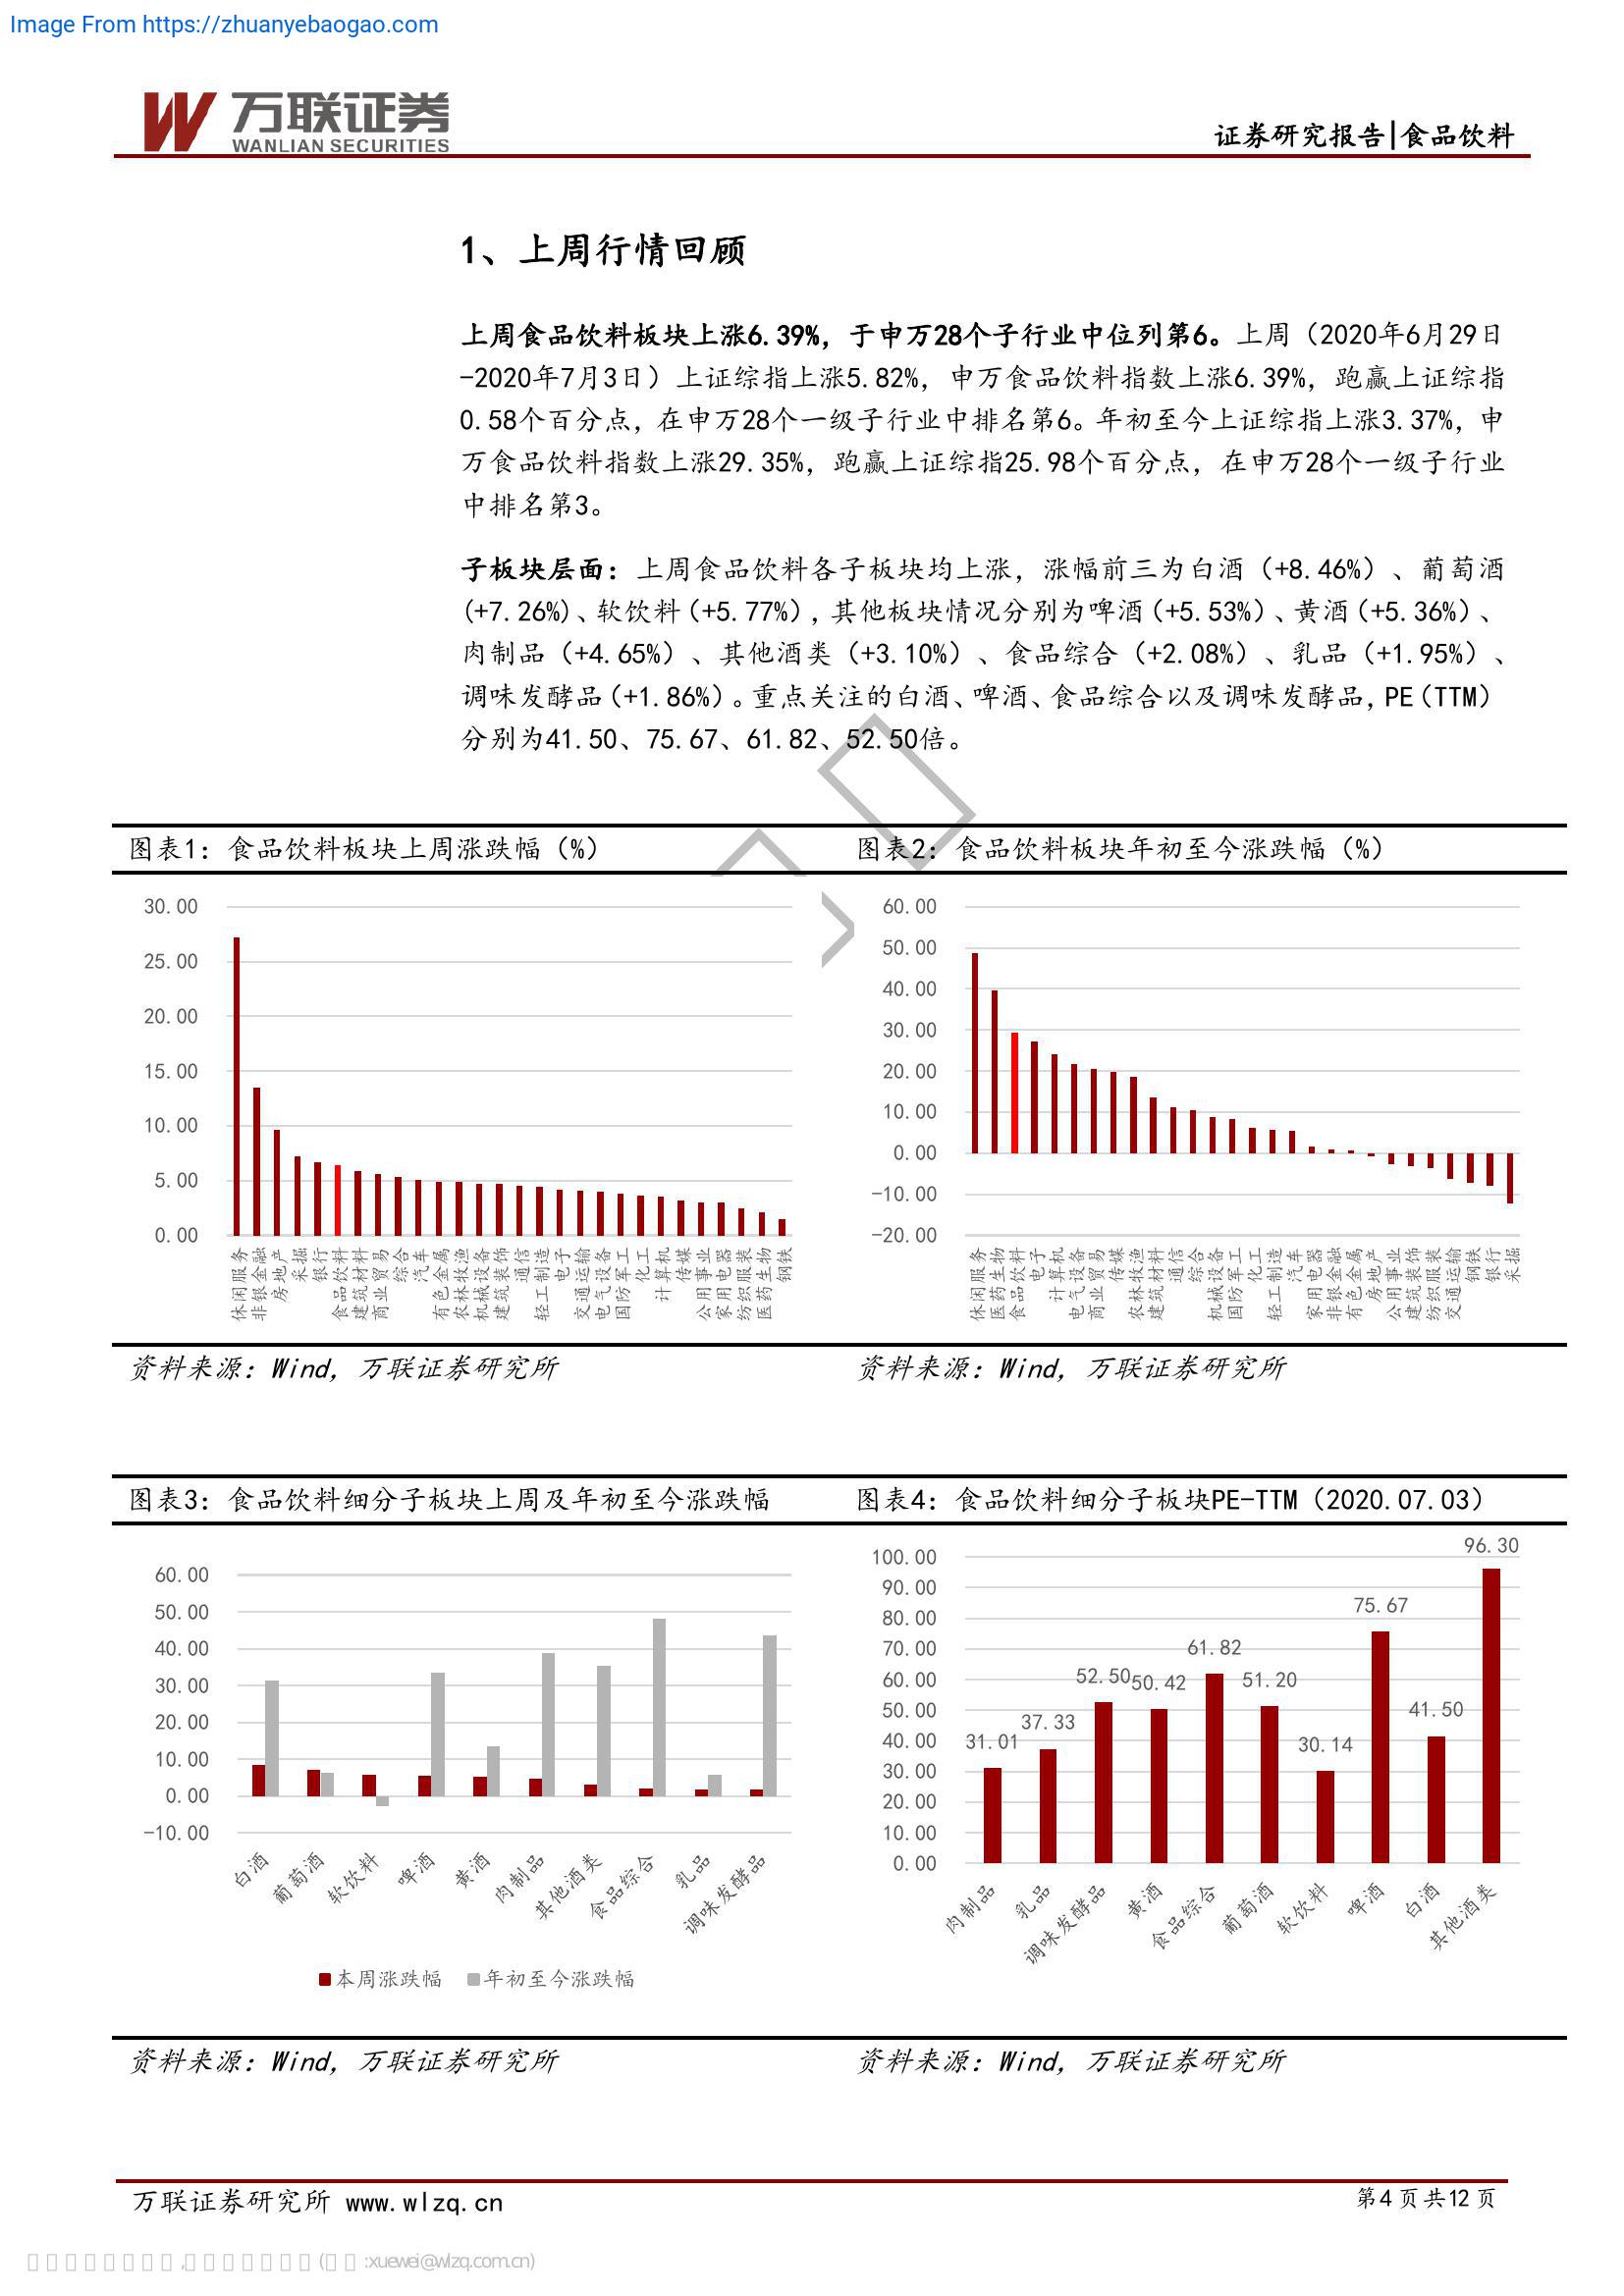 Image From https://zhuanyebaogao.com
万联证券
WANLIAN SECURITIES
证券研究报告|食品饮料
1、上周行情回顾
上周食品饮料板块上涨6.39%，于申万28个子行业中位列第6。上周（2020年6月29日
-2020年7月3日）上证综指上涨5.82%，申万食品饮料指数上涨6.39%，跑赢上证综指
0.58个百分点，在申万28个一级子行业中排名第6。年初至今上证综指上涨3.37%，申
万食品饮料指数上涨29.35%，跑赢上证综指25.98个百分点，在申万28个一级子行业
中排名第3。
子板块层面：上周食品饮料各子板块均上涨，涨幅前三为白酒（+8.46%）、葡萄酒
(+7.26%)、软饮料（+5.77%），其他板块情况分别为啤酒（+5.53%）、黄酒（+5.36%）、
肉制品（+4.65%）、其他酒类（+3.10%）、食品综合（+2.08%）、乳品（+1.95%）、
调味发酵品（+1.86%）。重点关注的白酒、啤酒、食品综合以及调味发酵品，PE（TTM）
分别为41.50、75.67、61.82、52.50倍。
图表1：食品饮料板块上周涨跌幅（%）
30.00
25.00
20.00
15.00
10.00
5.00
0.00
休闲服务 非银金融 房地产 采掘 银行 食品饮料 建筑材料 商业贸易 综合 汽车 有色金属 农林牧渔 机械设备 建筑装饰 通信 轻工制造 电子 交通运输 电气设备 国防军工 化工 计算机 传媒 公用事业 家用电器 纺织服装 医药生物 钢铁
资料来源：Wind，万联证券研究所
图表2：食品饮料板块年初至今涨跌幅（%）
60.00
50.00
40.00
30.00
20.00
10.00
0.00
-10.00
-20.00
休闲服务 医药生物 食品饮料 电子 计算机 电气设备 商业贸易 传媒 农林牧渔 建筑材料 通信 综合 机械设备 国防军工 化工 轻工制造 汽车 家用电器 非银金融 有色金属 房地产 公用事业 建筑装饰 纺织服装 交通运输 钢铁 银行 采掘
资料来源：Wind，万联证券研究所
图表3：食品饮料细分子板块上周及年初至今涨跌幅
60.00
50.00
40.00
30.00
20.00
10.00
0.00
-10.00
白酒 葡萄酒 软饮料 啤酒 黄酒 肉制品 其他酒类 食品综合 乳品 调味发酵品
本周涨跌幅 年初至今涨跌幅
资料来源：Wind，万联证券研究所
图表4：食品饮料细分子板块PE-TTM（2020.07.03）
100.00
90.00
80.00
70.00
60.00
50.00
40.00
30.00
20.00
10.00
0.00
31.01 37.33 52.50 50.42 61.82 51.20 30.14 75.67 41.50 96.30
肉制品 乳品 调味发酵品 黄酒 食品综合 葡萄酒 软饮料 啤酒 白酒 其他酒类
资料来源：Wind，万联证券研究所
万联证券研究所 www.wlzq.cn
第4页共12页
:xuewei@wlzq.com.cn)